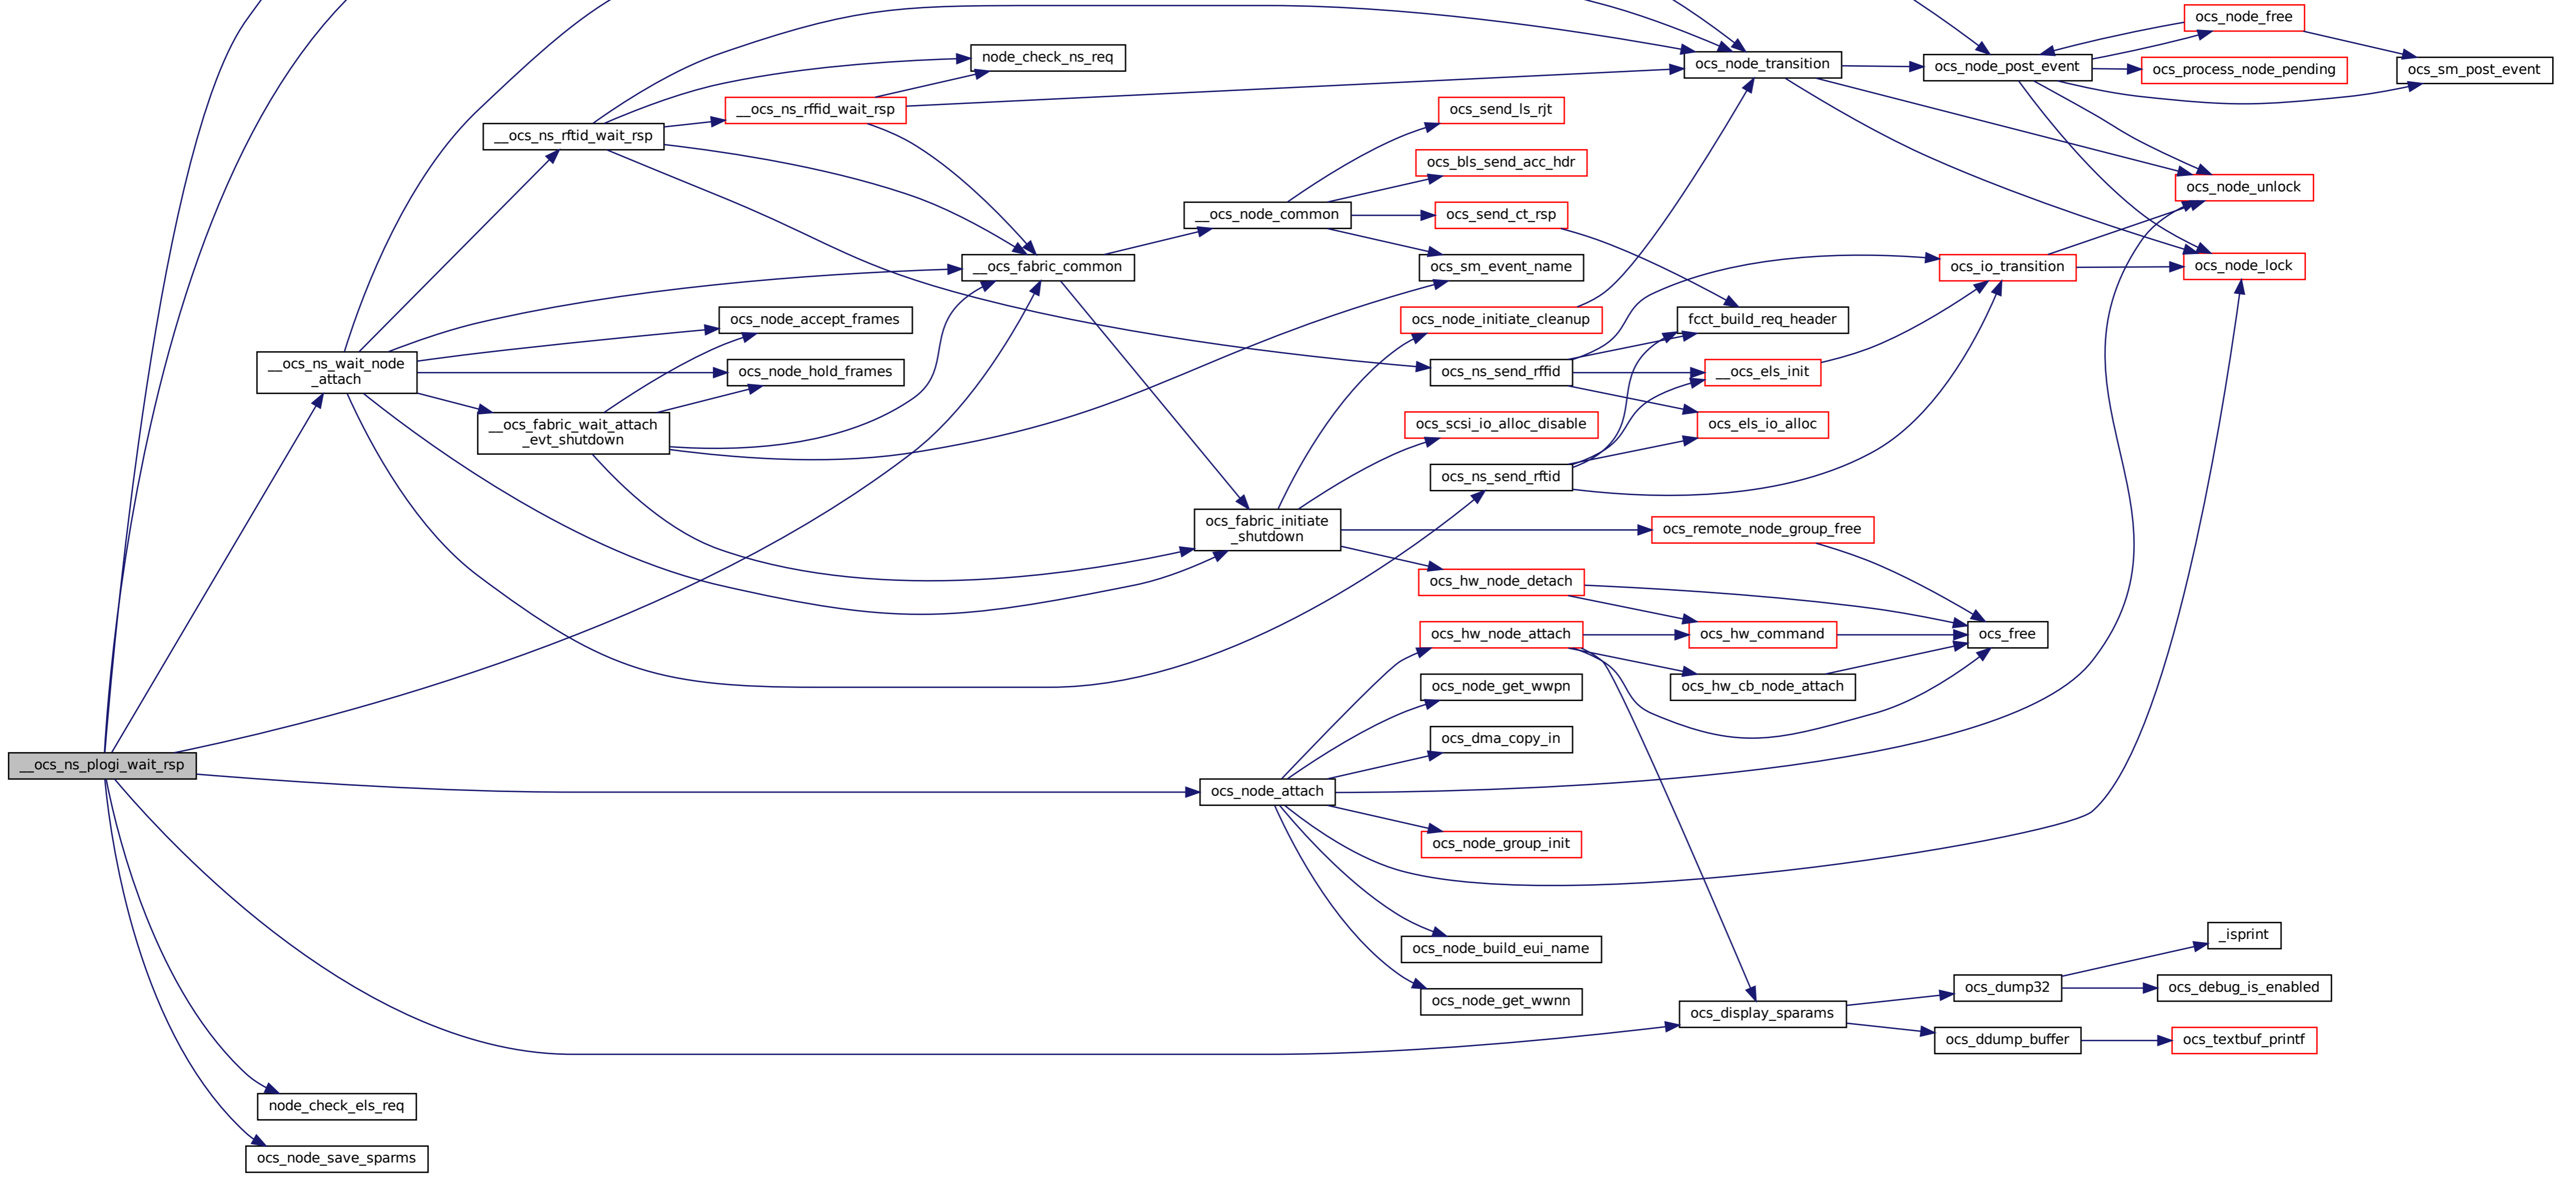 ocs_node_free
node_check_ns_req
ocs_node_transition
ocs_node_post_event
ocs_process_node_pending
ocs_sm_post_event
__ocs_ns_rffid_wait_rsp
ocs_send_ls_rjt
__ocs_ns_rftid_wait_rsp
ocs_bls_send_acc_hdr
ocs_node_unlock
__ocs_node_common
ocs_send_ct_rsp
__ocs_fabric_common
ocs_sm_event_name
ocs_io_transition
ocs_node_lock
ocs_node_accept_frames
ocs_node_initiate_cleanup
fcct_build_req_header
__ocs_ns_wait_node
_attach
ocs_node_hold_frames
ocs_ns_send_rffid
__ocs_els_init
__ocs_fabric_wait_attach
_evt_shutdown
ocs_scsi_io_alloc_disable
ocs_els_io_alloc
ocs_ns_send_rftid
ocs_fabric_initiate
_shutdown
ocs_remote_node_group_free
ocs_hw_node_detach
ocs_hw_node_attach
ocs_hw_command
ocs_free
ocs_node_get_wwpn
ocs_hw_cb_node_attach
ocs_dma_copy_in
__ocs_ns_plogi_wait_rsp
ocs_node_attach
ocs_node_group_init
ocs_node_build_eui_name
_isprint
ocs_node_get_wwnn
ocs_dump32
ocs_debug_is_enabled
ocs_display_sparams
ocs_ddump_buffer
ocs_textbuf_printf
node_check_els_req
ocs_node_save_sparms